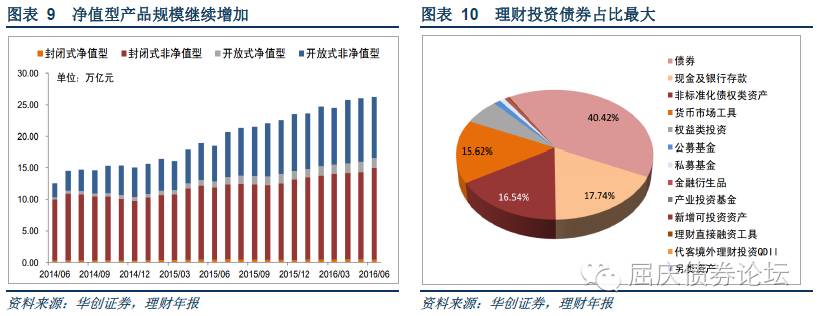 图表 9 净值型产品规模继续增加
封闭式净值型 封闭式非净值型 开放式净值型 开放式非净值型
单位：万亿元
30.00
25.00
20.00
15.00
10.00
5.00
0.00
2014/06 2014/09 2014/12 2015/03 2015/06 2015/09 2015/12 2016/03 2016/06
资料来源：华创证券，理财年报
图表 10 理财投资债券占比最大
40.42%
17.74%
16.54%
15.62%
债券
现金及银行存款
非标准化债权类资产
货币市场工具
权益类投资
公募基金
私募基金
金融衍生品
产业投资基金
新增可投资资产
理财直接融资工具
代客境外理财投资QDII
另类资产
屈庆债券论坛
资料来源：华创证券，理财年报